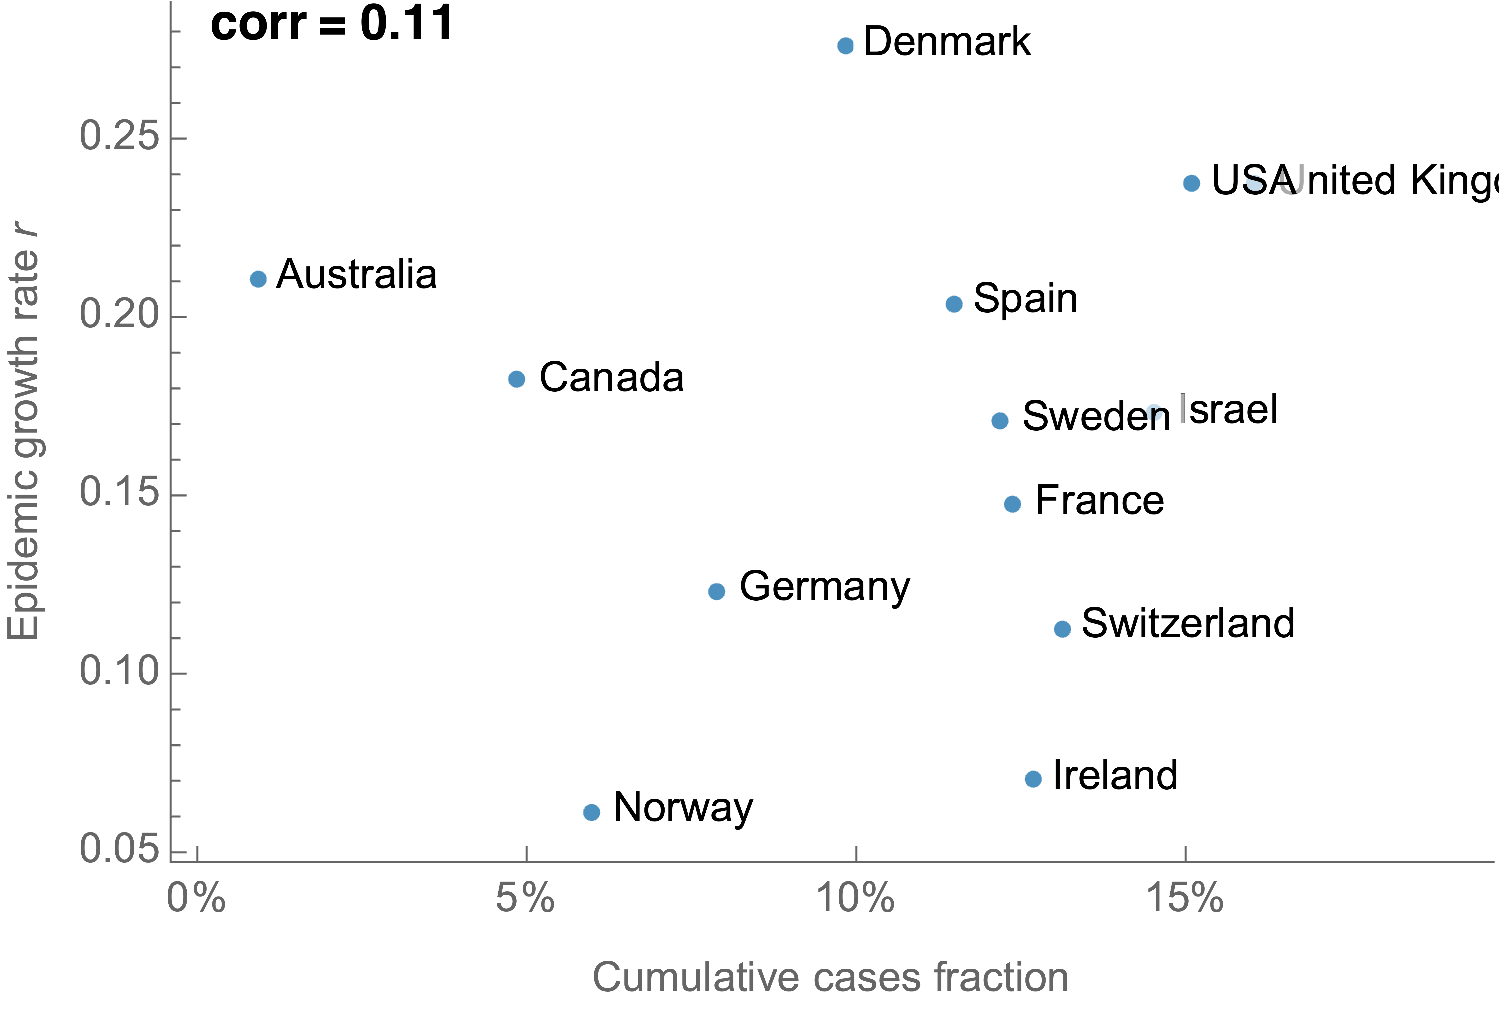 corr = 0.11
Denmark
0.25
USA
United King
Australia
0.20
Spain
Canada
Sweden
Israel
0.15
France
Germany
Switzerland
0.10
Ireland
Norway
0.05
0%
5%
10%
15%
Epidemic growth rate r
Cumulative cases fraction